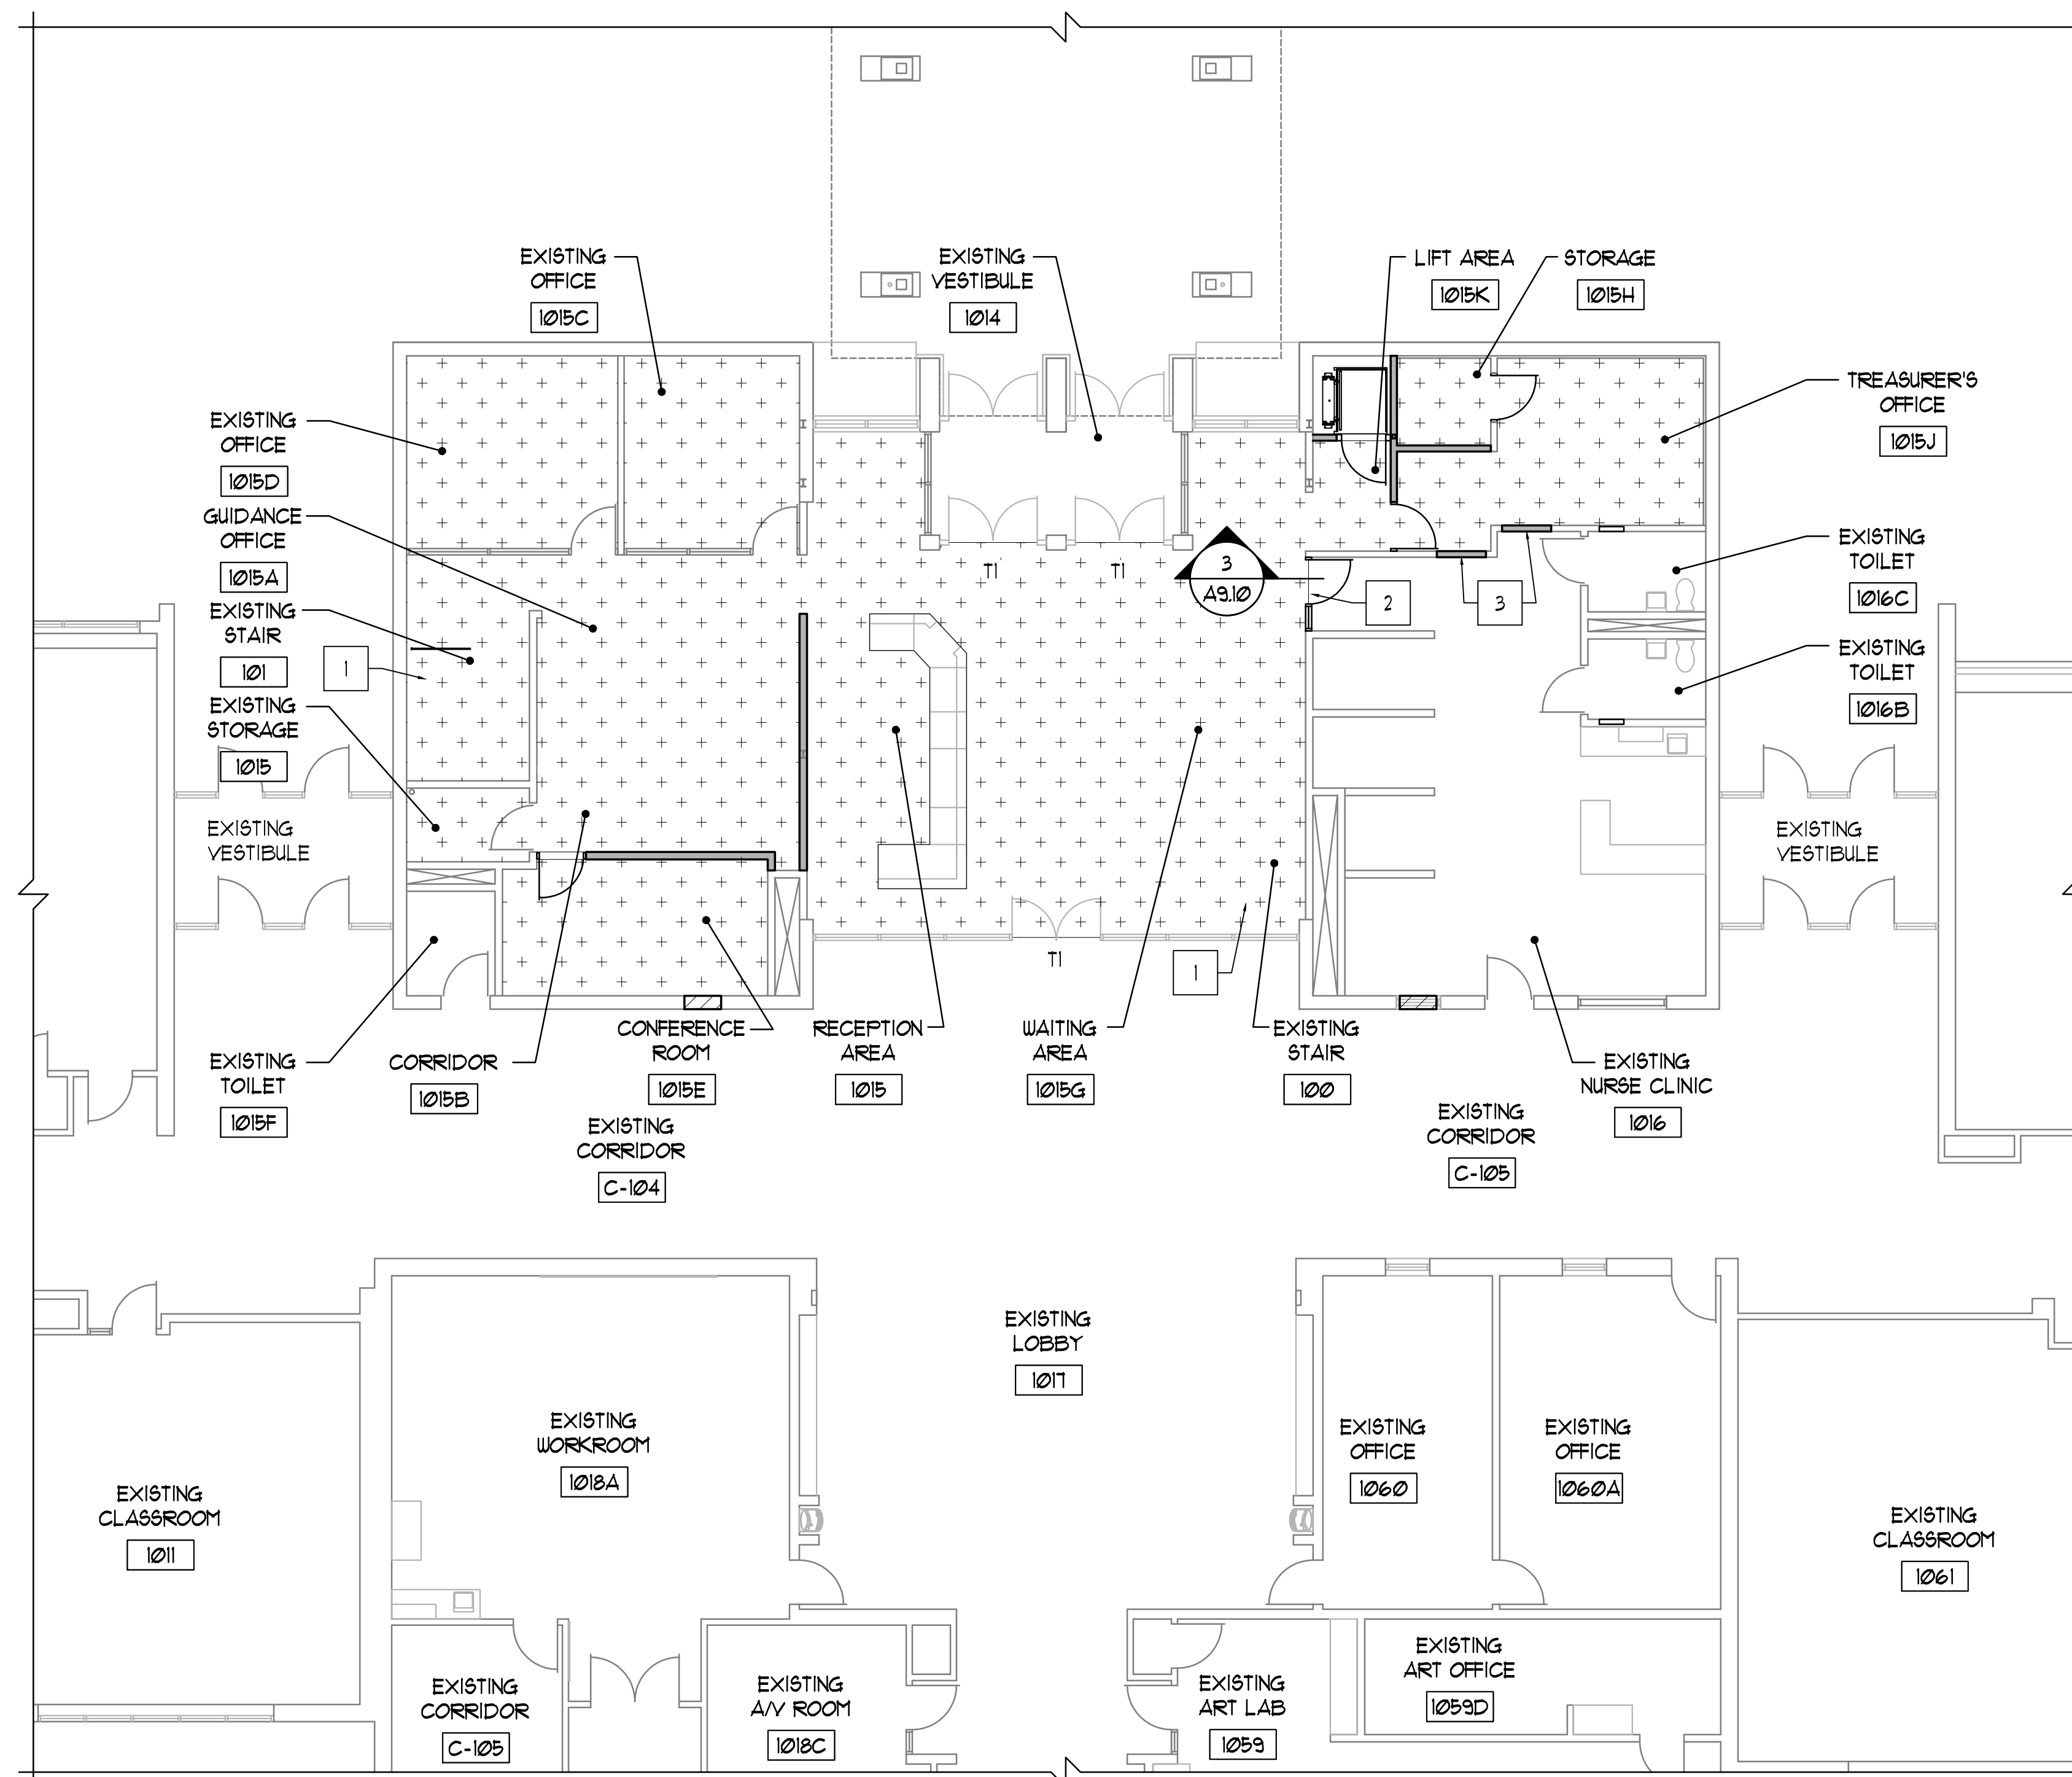 EXISTING
OFFICE
1015C
EXISTING
VESTIBULE
1014
LIFT AREA
1015K
STORAGE
1015H
TREASURER'S
OFFICE
1015J
EXISTING
OFFICE
1015D
GUIDANCE
OFFICE
1015A
EXISTING
STAIR
101
1
EXISTING
STORAGE
1015
EXISTING
VESTIBULE
T1
T1
3
A9.10
2
3
EXISTING
TOILET
1016C
EXISTING
TOILET
1016B
EXISTING
VESTIBULE
T1
1
EXISTING
TOILET
1015F
CORRIDOR
1015B
CONFERENCE
ROOM
1015E
RECEPTION
AREA
1015
WAITING
AREA
1015G
EXISTING
STAIR
100
EXISTING
NURSE CLINIC
1016
EXISTING
CORRIDOR
C-104
EXISTING
CORRIDOR
C-105
EXISTING
LOBBY
1017
EXISTING
CLASSROOM
1011
EXISTING
WORKROOM
1018A
EXISTING
OFFICE
1060
EXISTING
OFFICE
1060A
EXISTING
CLASSROOM
1061
EXISTING
CORRIDOR
C-105
EXISTING
A/V ROOM
1018C
EXISTING
ART LAB
1059
EXISTING
ART OFFICE
1059D